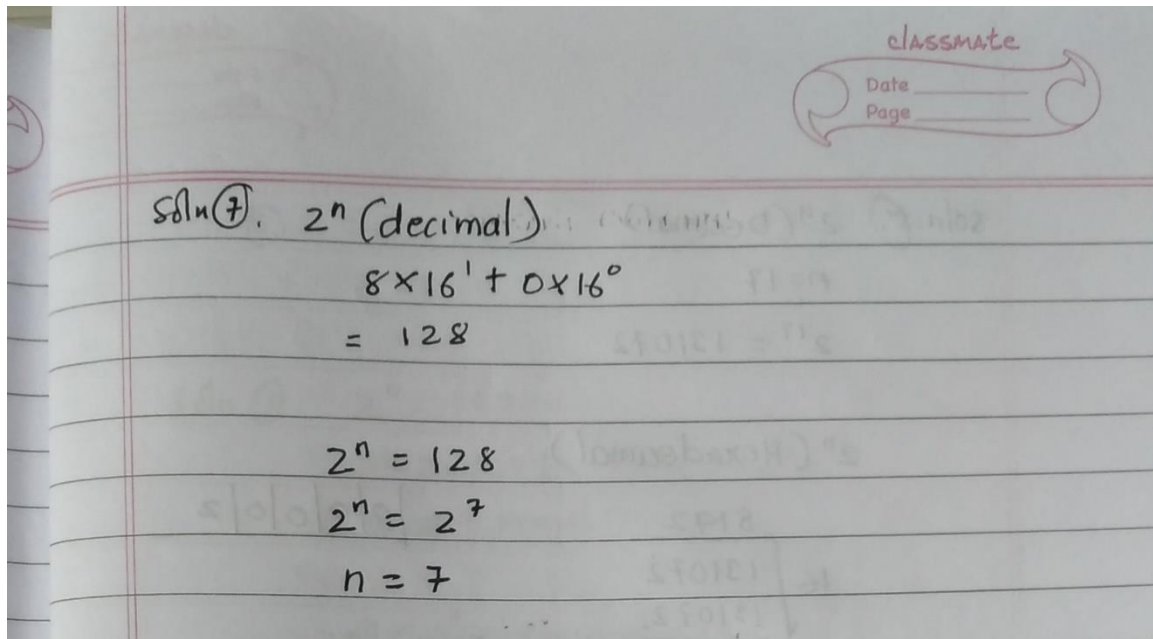 classmate
Date
Page
Soln ⑦. 2ⁿ (decimal)
8×16¹ + 0×16⁰
= 128
2ⁿ = 128
2ⁿ = 2⁷
n = 7